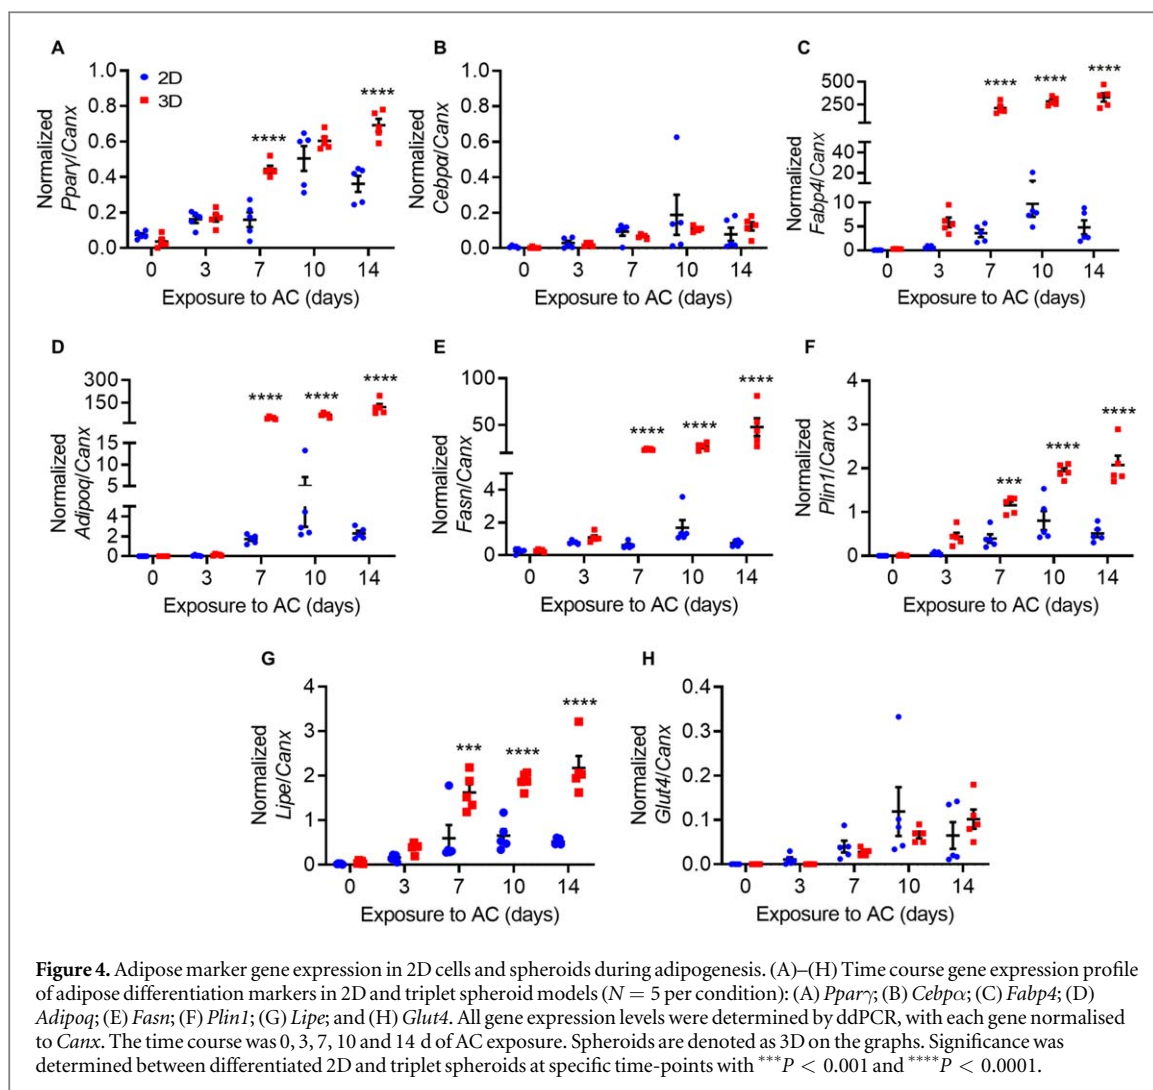 A
B
C
2D
3D
Normalized
Pparγ/Canx
1.0
0.8
0.6
0.4
0.2
0.0
****
****
0 3 7 10 14
Exposure to AC (days)
Normalized
Cebpα/Canx
1.0
0.8
0.6
0.4
0.2
0.0
0 3 7 10 14
Exposure to AC (days)
Normalized
Fabp4/Canx
500
250
40
20
10
5
0
**** **** ****
0 3 7 10 14
Exposure to AC (days)
D
E
F
Normalized
Adipoq/Canx
300
150
15
10
5
4
2
0
**** **** ****
0 3 7 10 14
Exposure to AC (days)
Normalized
Fasn/Canx
100
50
4
2
0
**** **** ****
0 3 7 10 14
Exposure to AC (days)
Normalized
Plin1/Canx
4
3
2
1
0
*** **** ****
0 3 7 10 14
Exposure to AC (days)
G
H
Normalized
Lipe/Canx
4
3
2
1
0
*** **** ****
0 3 7 10 14
Exposure to AC (days)
Normalized
Glut4/Canx
0.4
0.3
0.2
0.1
0.0
0 3 7 10 14
Exposure to AC (days)
Figure 4. Adipose marker gene expression in 2D cells and spheroids during adipogenesis. (A)–(H) Time course gene expression profile
of adipose differentiation markers in 2D and triplet spheroid models (N = 5 per condition): (A) Pparγ; (B) Cebpα; (C) Fabp4; (D)
Adipoq; (E) Fasn; (F) Plin1; (G) Lipe; and (H) Glut4. All gene expression levels were determined by ddPCR, with each gene normalised
to Canx. The time course was 0, 3, 7, 10 and 14 d of AC exposure. Spheroids are denoted as 3D on the graphs. Significance was
determined between differentiated 2D and triplet spheroids at specific time-points with ***P < 0.001 and ****P < 0.0001.